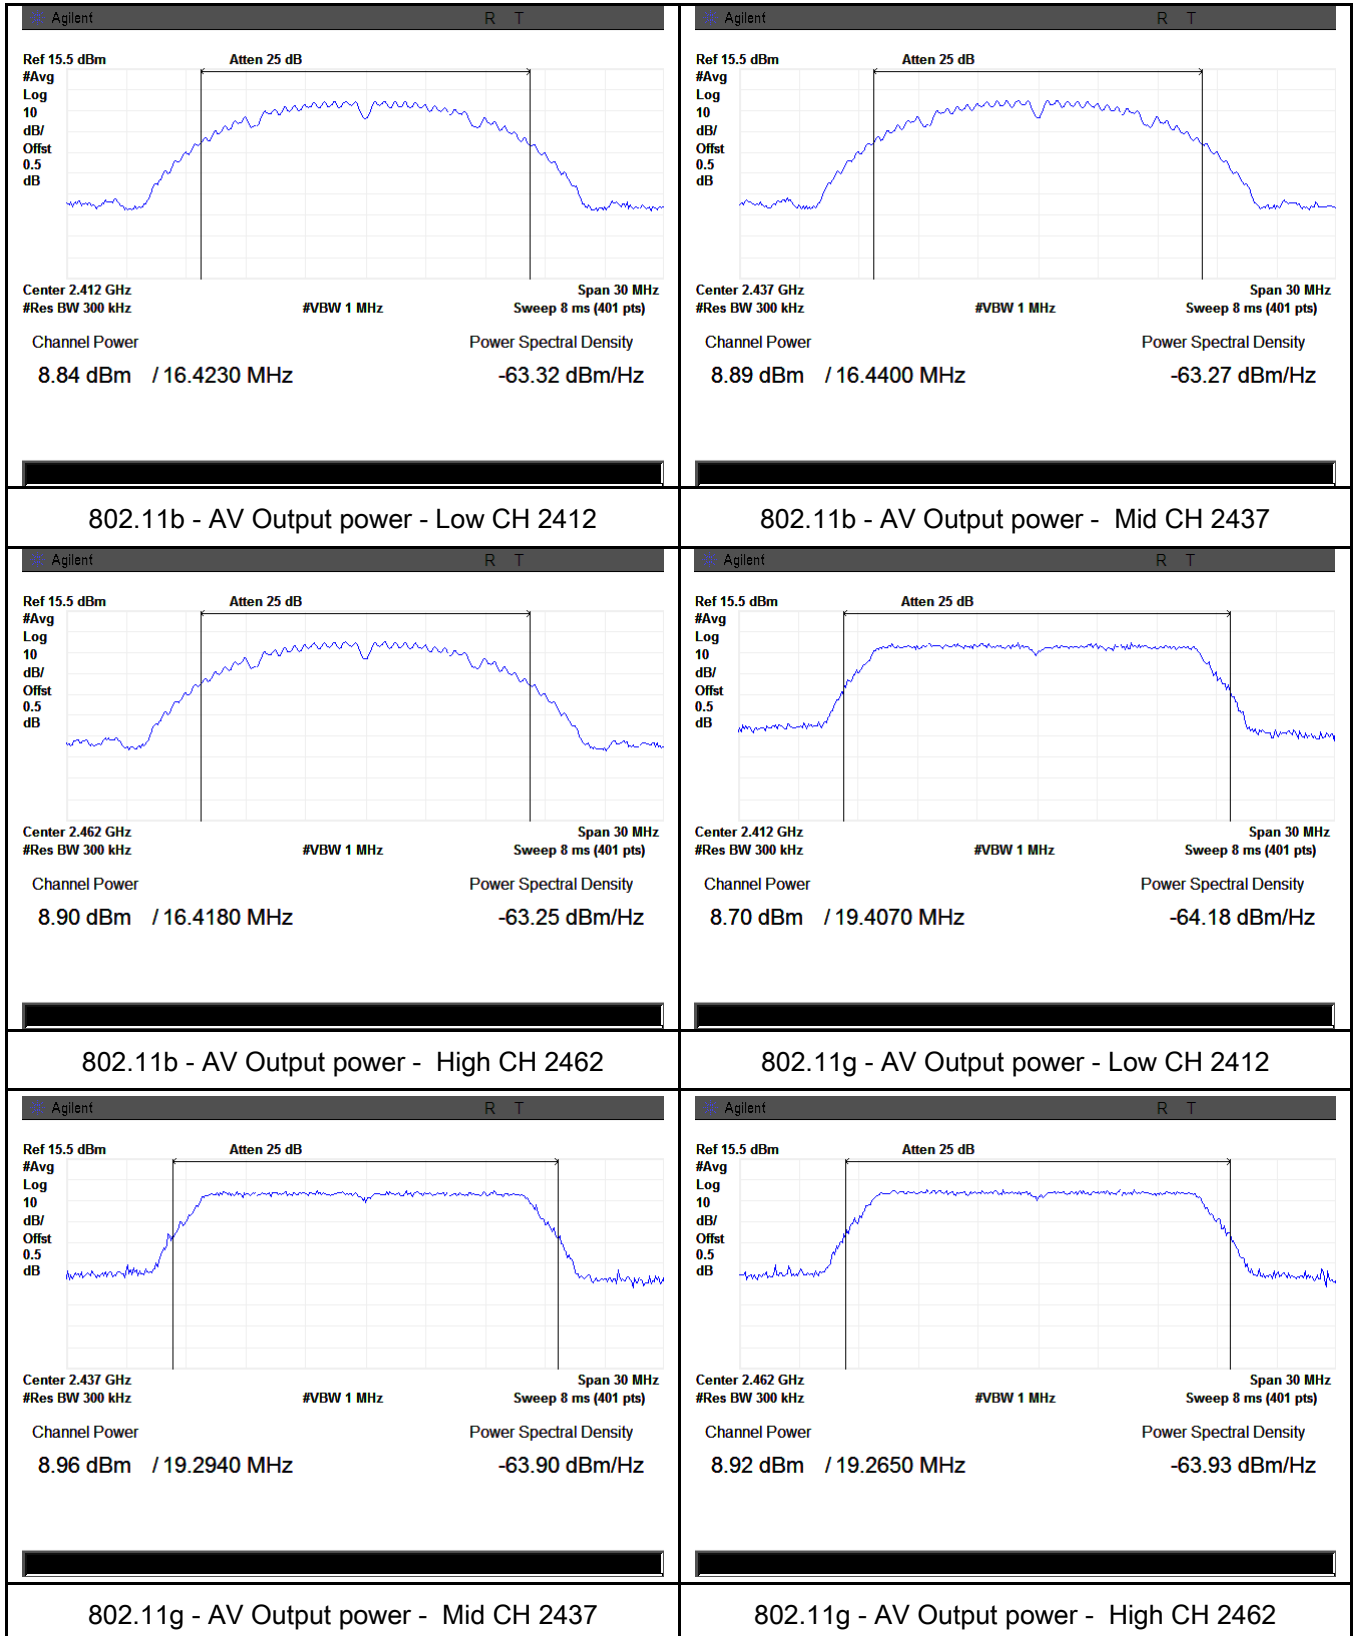 Agilent R T
Ref 15.5 dBm Atten 25 dB
#Avg
Log
10
dB/
Offst
0.5
dB
Center 2.412 GHz Span 30 MHz
#Res BW 300 kHz #VBW 1 MHz Sweep 8 ms (401 pts)
Channel Power Power Spectral Density
8.84 dBm / 16.4230 MHz -63.32 dBm/Hz
802.11b - AV Output power - Low CH 2412
Agilent R T
Ref 15.5 dBm Atten 25 dB
#Avg
Log
10
dB/
Offst
0.5
dB
Center 2.437 GHz Span 30 MHz
#Res BW 300 kHz #VBW 1 MHz Sweep 8 ms (401 pts)
Channel Power Power Spectral Density
8.89 dBm / 16.4400 MHz -63.27 dBm/Hz
802.11b - AV Output power - Mid CH 2437
Agilent R T
Ref 15.5 dBm Atten 25 dB
#Avg
Log
10
dB/
Offst
0.5
dB
Center 2.462 GHz Span 30 MHz
#Res BW 300 kHz #VBW 1 MHz Sweep 8 ms (401 pts)
Channel Power Power Spectral Density
8.90 dBm / 16.4180 MHz -63.25 dBm/Hz
802.11b - AV Output power - High CH 2462
Agilent R T
Ref 15.5 dBm Atten 25 dB
#Avg
Log
10
dB/
Offst
0.5
dB
Center 2.412 GHz Span 30 MHz
#Res BW 300 kHz #VBW 1 MHz Sweep 8 ms (401 pts)
Channel Power Power Spectral Density
8.70 dBm / 19.4070 MHz -64.18 dBm/Hz
802.11g - AV Output power - Low CH 2412
Agilent R T
Ref 15.5 dBm Atten 25 dB
#Avg
Log
10
dB/
Offst
0.5
dB
Center 2.437 GHz Span 30 MHz
#Res BW 300 kHz #VBW 1 MHz Sweep 8 ms (401 pts)
Channel Power Power Spectral Density
8.96 dBm / 19.2940 MHz -63.90 dBm/Hz
802.11g - AV Output power - Mid CH 2437
Agilent R T
Ref 15.5 dBm Atten 25 dB
#Avg
Log
10
dB/
Offst
0.5
dB
Center 2.462 GHz Span 30 MHz
#Res BW 300 kHz #VBW 1 MHz Sweep 8 ms (401 pts)
Channel Power Power Spectral Density
8.92 dBm / 19.2650 MHz -63.93 dBm/Hz
802.11g - AV Output power - High CH 2462